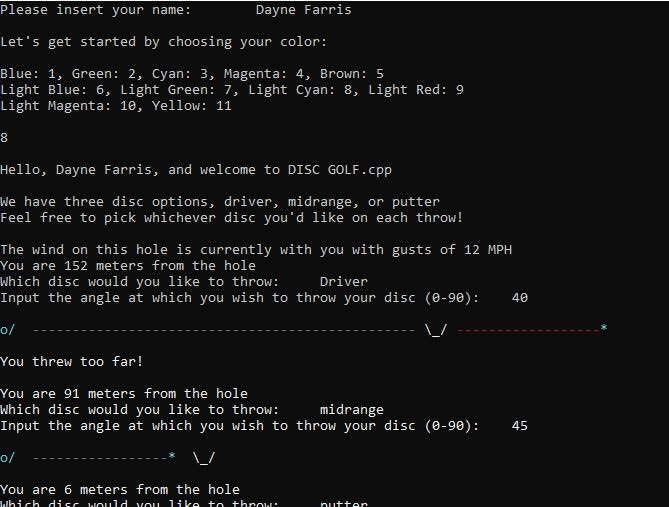 Please insert your name:        Dayne Farris
Let's get started by choosing your color:
Blue: 1, Green: 2, Cyan: 3, Magenta: 4, Brown: 5
Light Blue: 6, Light Green: 7, Light Cyan: 8, Light Red: 9
Light Magenta: 10, Yellow: 11
8
Hello, Dayne Farris, and welcome to DISC GOLF.cpp
We have three disc options, driver, midrange, or putter
Feel free to pick whichever disc you'd like on each throw!
The wind on this hole is currently with you with gusts of 12 MPH
You are 152 meters from the hole
Which disc would you like to throw:     Driver
Input the angle at which you wish to throw your disc (0-90):    40
o/  ------------------------------------------------ \_/ ------------------*
You threw too far!
You are 91 meters from the hole
Which disc would you like to throw:     midrange
Input the angle at which you wish to throw your disc (0-90):    45
o/  -----------------*  \_/
You are 6 meters from the hole
Which disc would you like to throw:     putter